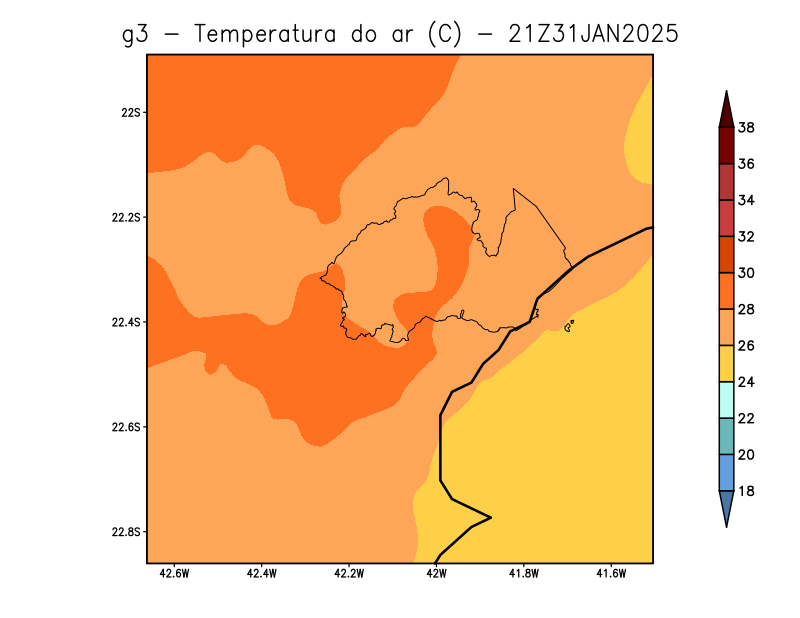 g3 − Temperatura do ar (C) − 21Z31JAN2025
22S
22.2S
22.4S
22.6S
22.8S
42.6W
42.4W
42.2W
42W
41.8W
41.6W
38
36
34
32
30
28
26
24
22
20
18